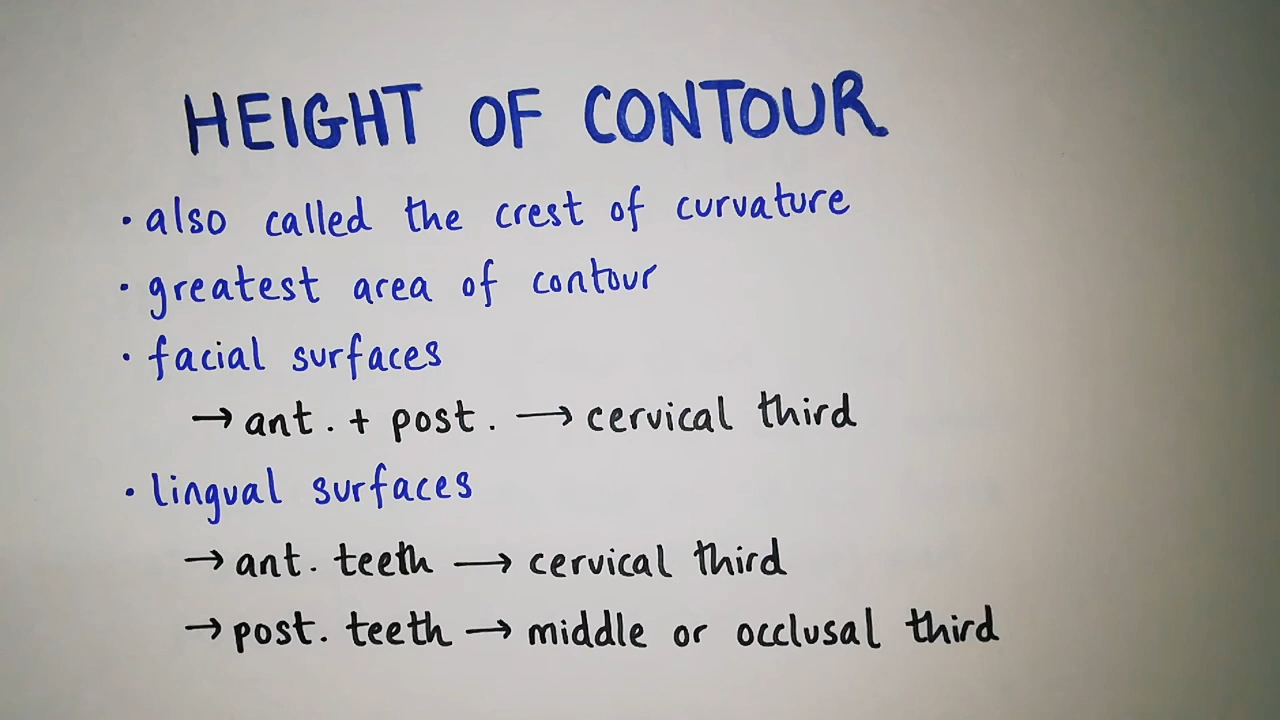 HEIGHT OF CONTOUR
• also called the crest of curvature
• greatest area of contour
• facial surfaces
→ ant. + post. → cervical third
• lingual surfaces
→ ant. teeth → cervical third
→ post. teeth → middle or occlusal third